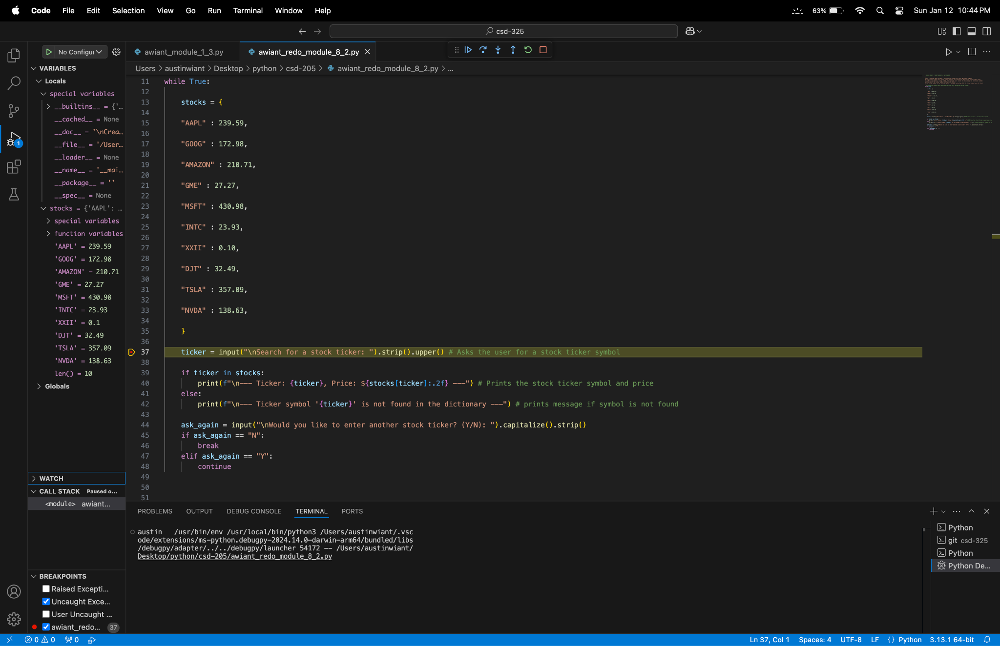 Code File Edit Selection View Go Run Terminal Window Help 63% Sun Jan 12 10:44 PM
csd-325
No Configur
awiant_module_1_3.py awiant_redo_module_8_2.py
Users > austinwiant > Desktop > python > csd-205 > awiant_redo_module_8_2.py > ...
VARIABLES
Locals
special variables
__builtins__ = {'…
__cached__ = None
__doc__ = '\nCrea…
__file__ = '/User…
__loader__ = None
__name__ = '__mai…
__package__ = ''
__spec__ = None
stocks = {'AAPL': …
special variables
function variables
'AAPL' = 239.59
'GOOG' = 172.98
'AMAZON' = 210.71
'GME' = 27.27
'MSFT' = 430.98
'INTC' = 23.93
'XXII' = 0.1
'DJT' = 32.49
'TSLA' = 357.09
'NVDA' = 138.63
len() = 10
Globals
WATCH
CALL STACK Paused o...
<module> awiant...
BREAKPOINTS
Raised Excepti...
Uncaught Exce...
User Uncaught ...
awiant_redo... 37
1
11 while True:
12
13 stocks = {
14
15 "AAPL" : 239.59,
16
17 "GOOG" : 172.98,
18
19 "AMAZON" : 210.71,
20
21 "GME" : 27.27,
22
23 "MSFT" : 430.98,
24
25 "INTC" : 23.93,
26
27 "XXII" : 0.10,
28
29 "DJT" : 32.49,
30
31 "TSLA" : 357.09,
32
33 "NVDA" : 138.63,
34
35 }
36
37 ticker = input("\nSearch for a stock ticker: ").strip().upper() # Asks the user for a stock ticker symbol
38
39 if ticker in stocks:
40 print(f"\n--- Ticker: {ticker}, Price: ${stocks[ticker]:.2f} ---") # Prints the stock ticker symbol and price
41 else:
42 print(f"\n--- Ticker symbol '{ticker}' is not found in the dictionary ---") # prints message if symbol is not found
43
44 ask_again = input("\nWould you like to enter another stock ticker? (Y/N): ").capitalize().strip()
45 if ask_again == "N":
46 break
47 elif ask_again == "Y":
48 continue
49
50
51
PROBLEMS OUTPUT DEBUG CONSOLE TERMINAL PORTS
austin /usr/bin/env /usr/local/bin/python3 /Users/austinwiant/.vsc
ode/extensions/ms-python.debugpy-2024.14.0-darwin-arm64/bundled/libs
/debugpy/adapter/../../debugpy/launcher 54172 -- /Users/austinwiant/
Desktop/python/csd-205/awiant_redo_module_8_2.py
Python
git csd-325
Python
Python De...
0 0 0 Ln 37, Col 1 Spaces: 4 UTF-8 LF {} Python 3.13.1 64-bit